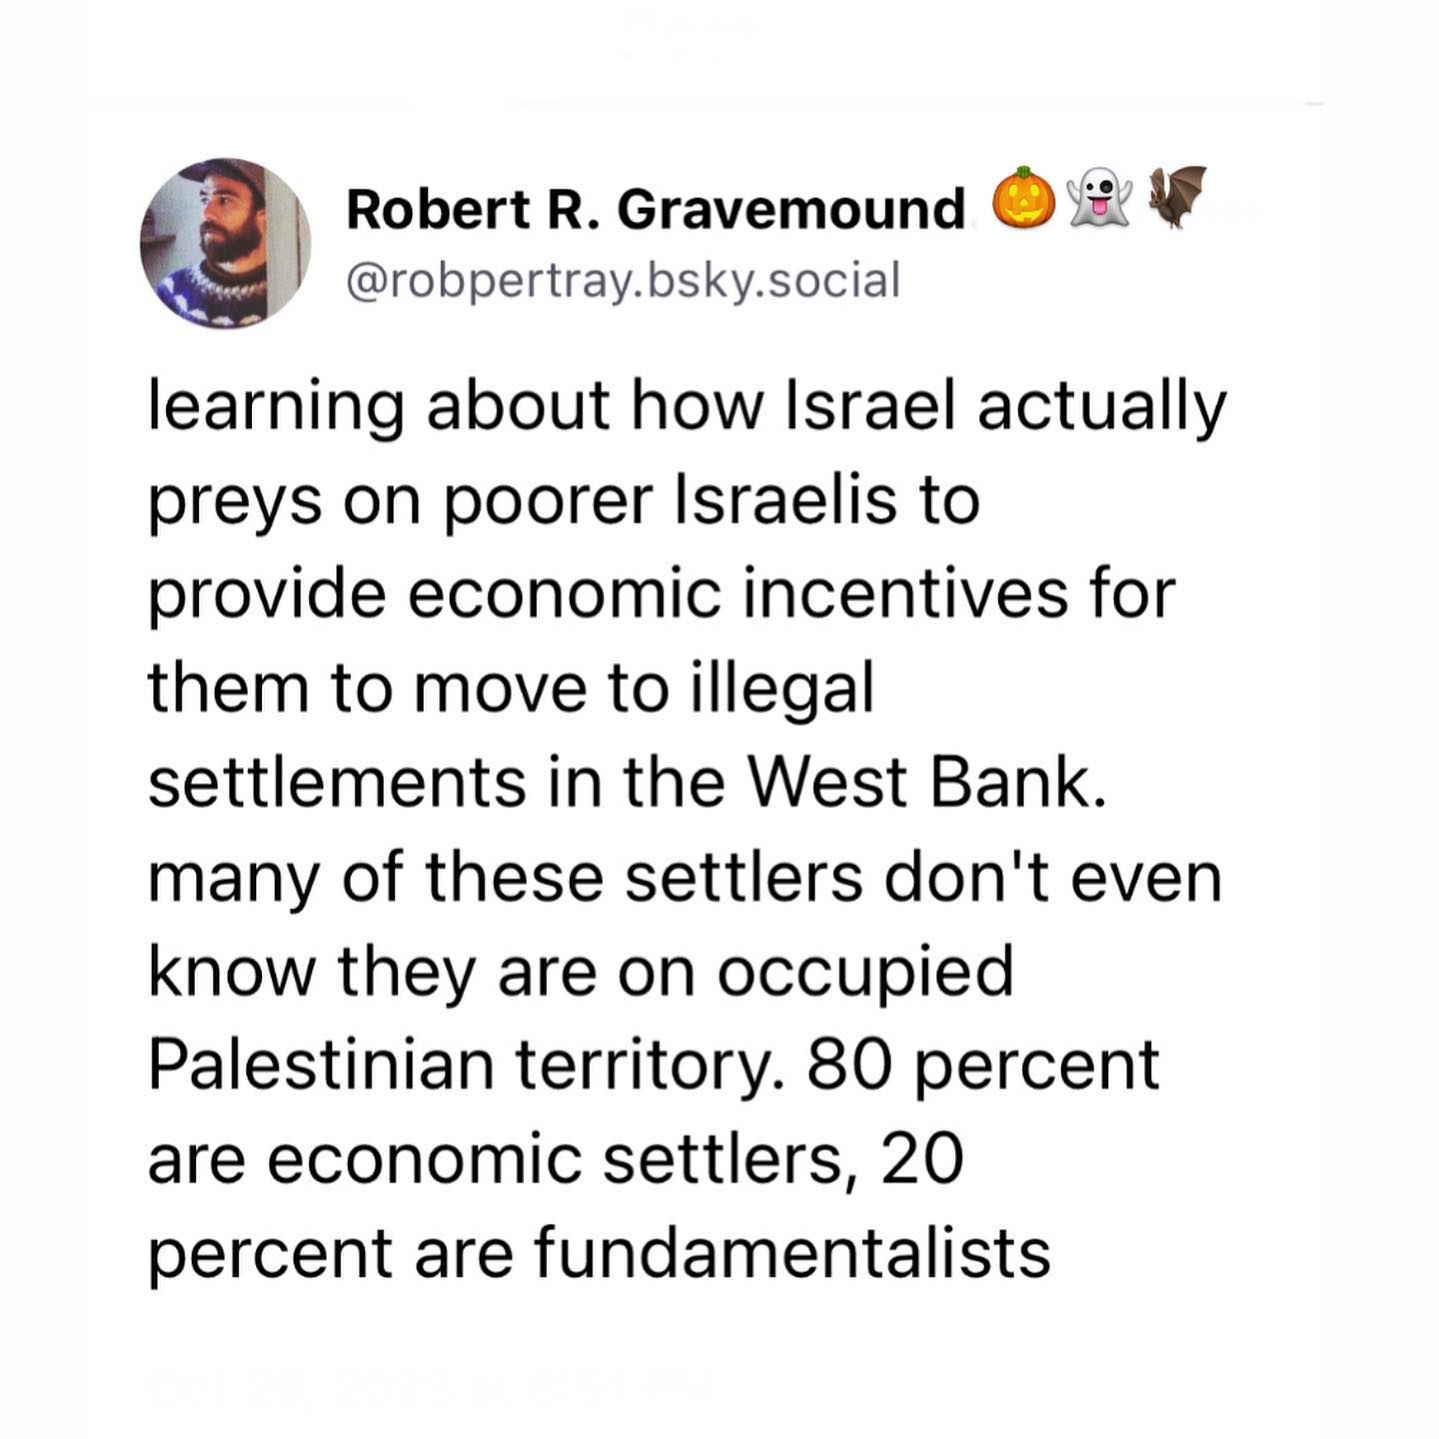 Robert R. Gravemound 🎃👻🦇
@robpertray.bsky.social
learning about how Israel actually
preys on poorer Israelis to
provide economic incentives for
them to move to illegal
settlements in the West Bank.
many of these settlers don't even
know they are on occupied
Palestinian territory. 80 percent
are economic settlers, 20
percent are fundamentalists